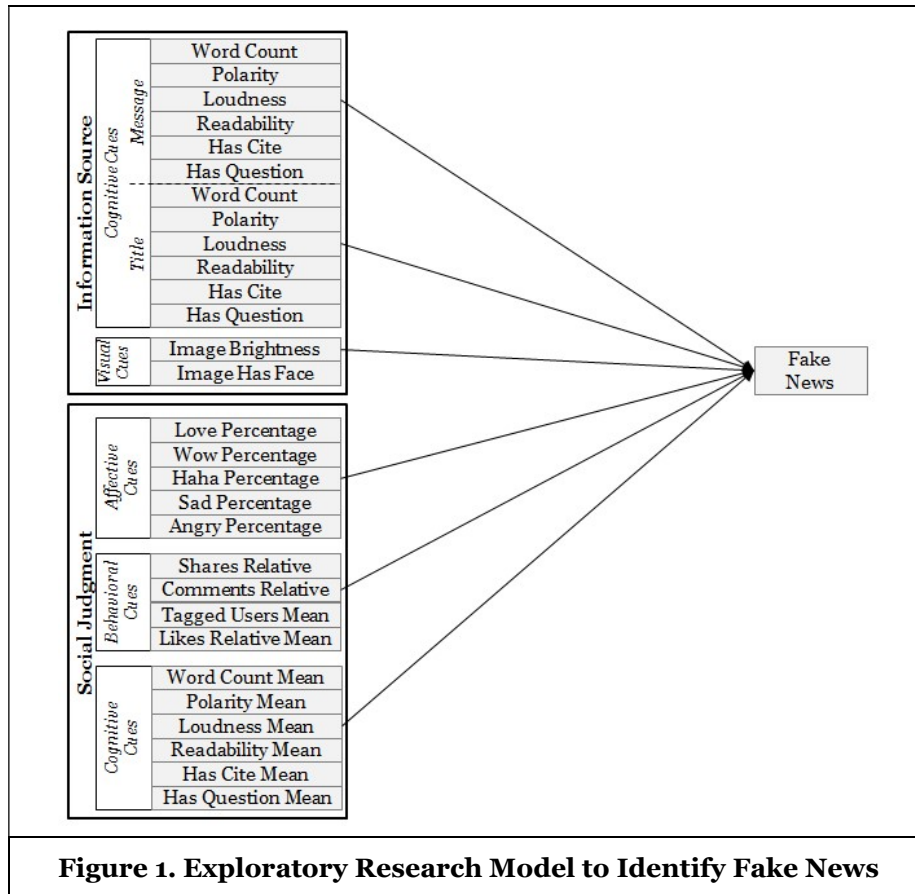 Information Source
Cognitive Cues
Message
Word Count
Polarity
Loudness
Readability
Has Cite
Has Question
Title
Word Count
Polarity
Loudness
Readability
Has Cite
Has Question
Visual
Cues
Image Brightness
Image Has Face
Social Judgment
Affective
Cues
Love Percentage
Wow Percentage
Haha Percentage
Sad Percentage
Angry Percentage
Behavioral
Cues
Shares Relative
Comments Relative
Tagged Users Mean
Likes Relative Mean
Cognitive
Cues
Word Count Mean
Polarity Mean
Loudness Mean
Readability Mean
Has Cite Mean
Has Question Mean
Fake
News
Figure 1. Exploratory Research Model to Identify Fake News